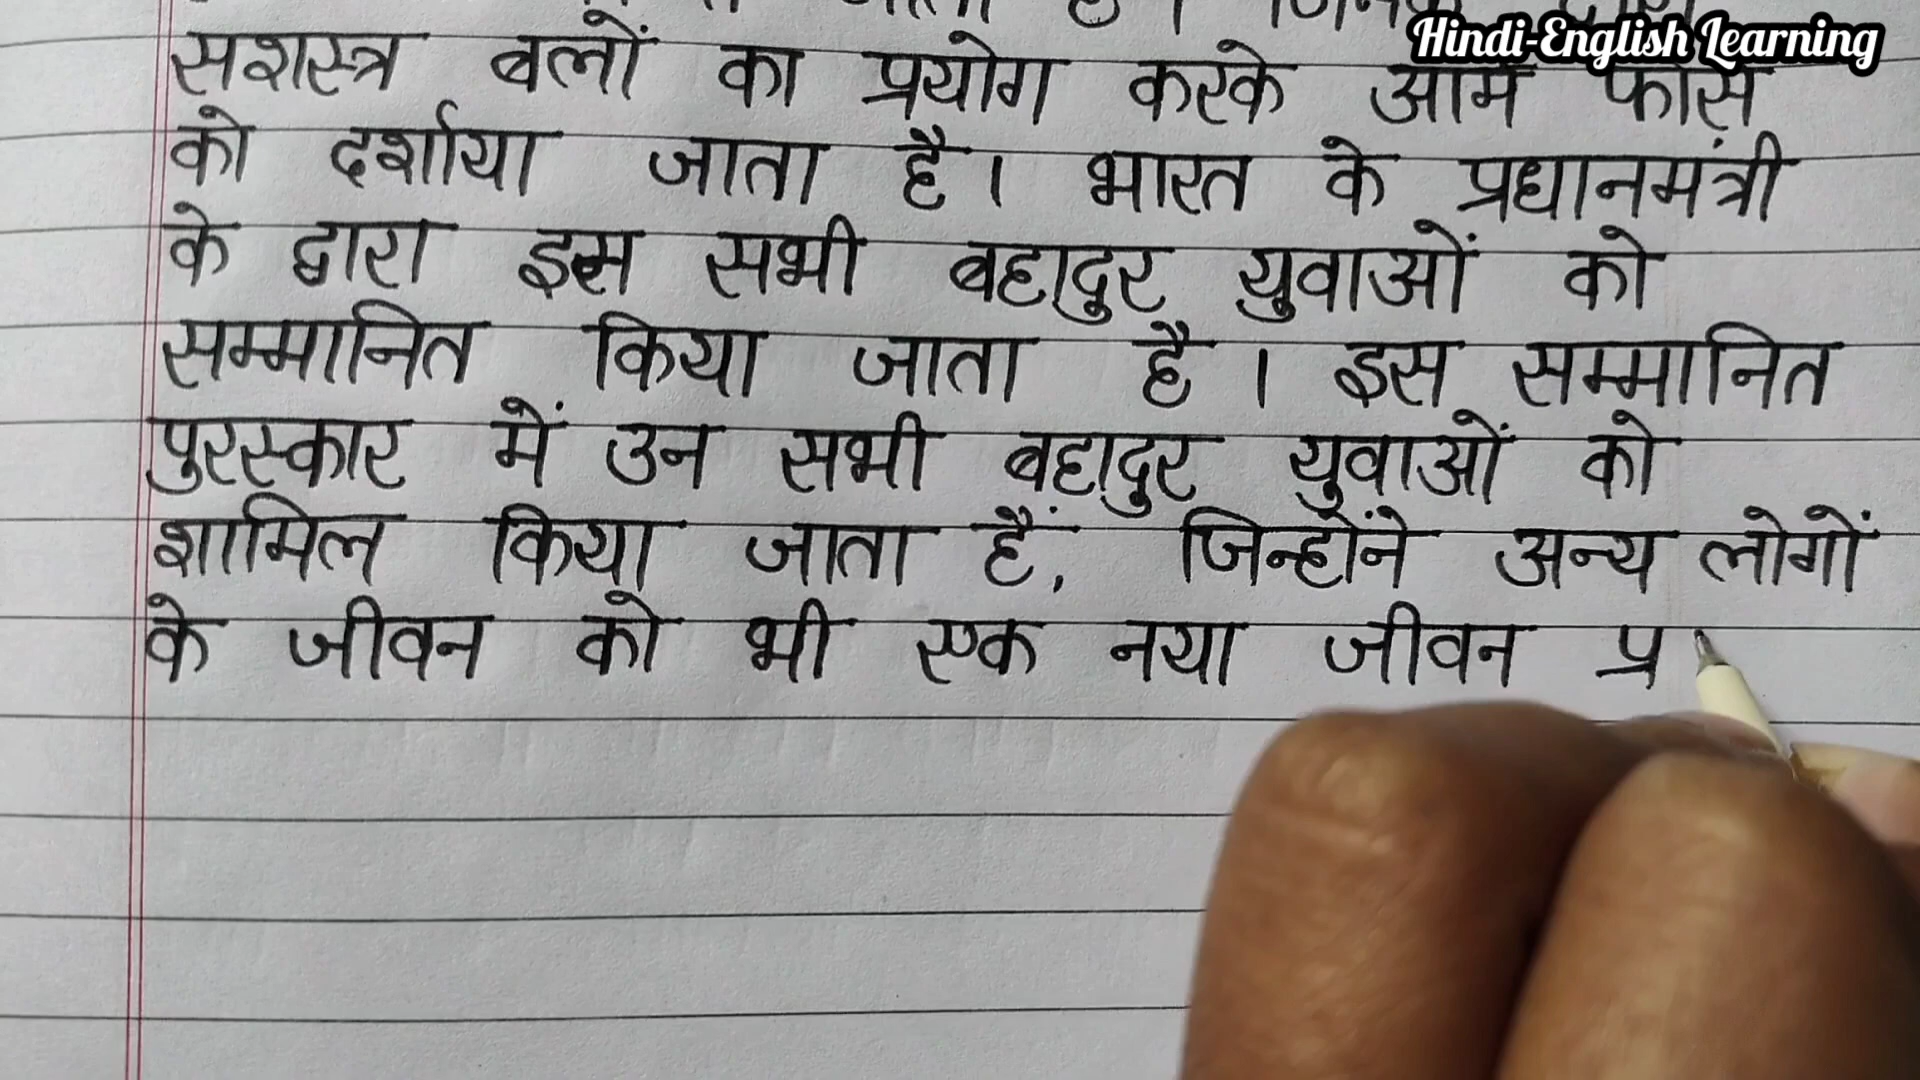 Hindi-English Learning
सशस्त्र बलों का प्रयोग करके आम फोर्स
को दर्शाया जाता है। भारत के प्रधानमंत्री
के द्वारा इस सभी बहादुर युवाओं को
सम्मानित किया जाता है। इस सम्मानित
पुरस्कार में उन सभी बहादुर युवाओं को
शामिल किया जाता हैं, जिन्होंने अन्य लोगों
के जीवन को भी एक नया जीवन प्र